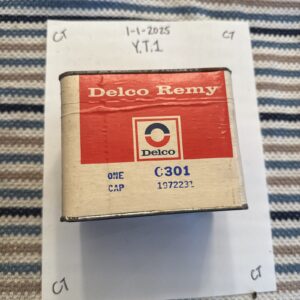 CT 1-1-2025 CT
Y.T.1
Delco Remy
Delco
ONE C301
CAP 1972231
CT CT